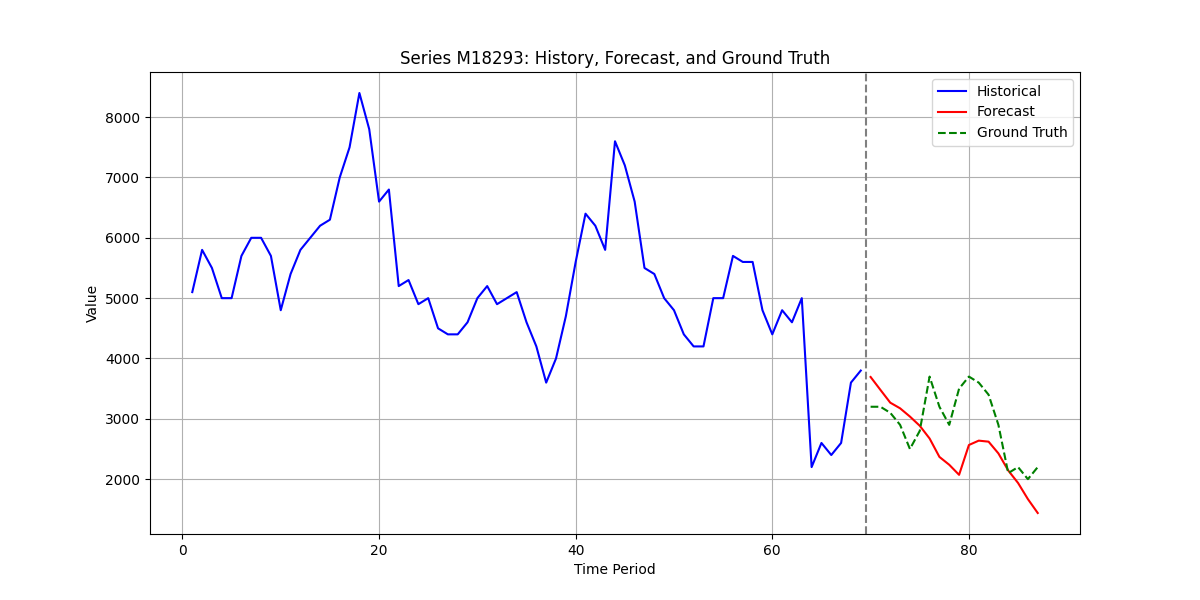 Series M18293: History, Forecast, and Ground Truth
Historical
Forecast
Ground Truth
8000
7000
6000
5000
4000
3000
2000
Value
0 20 40 60 80
Time Period